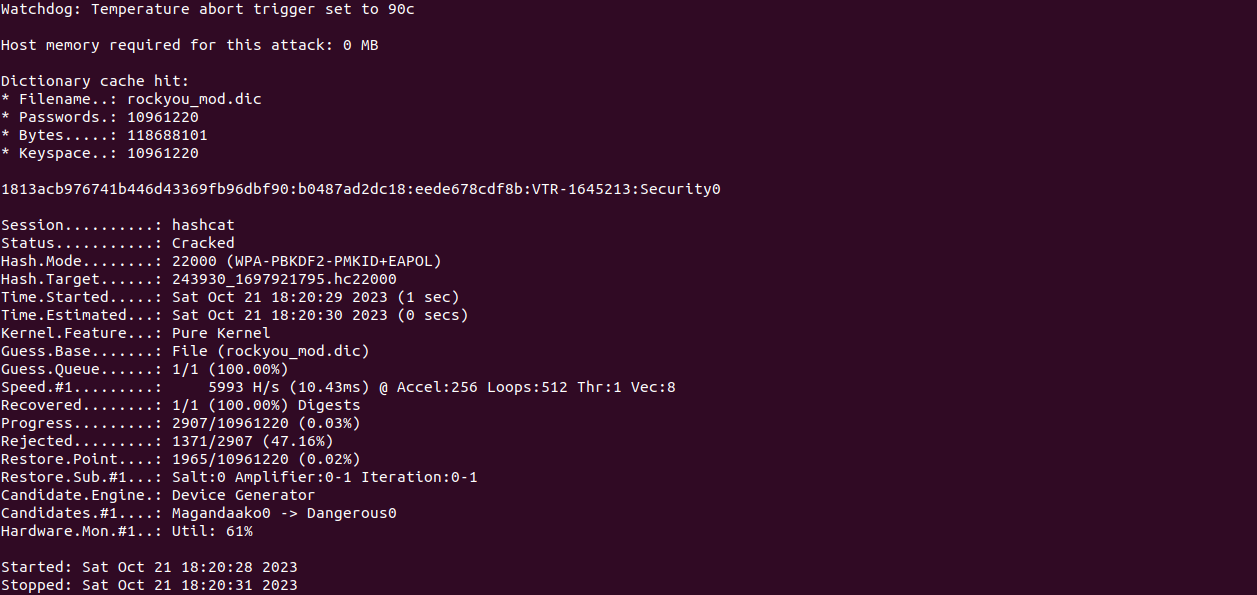 Watchdog: Temperature abort trigger set to 90c
Host memory required for this attack: 0 MB
Dictionary cache hit:
* Filename..: rockyou_mod.dic
* Passwords.: 10961220
* Bytes.....: 118688101
* Keyspace..: 10961220
1813acb976741b446d43369fb96dbf90:b0487ad2dc18:eede678cdf8b:VTR-1645213:Security0
Session..........: hashcat
Status...........: Cracked
Hash.Mode........: 22000 (WPA-PBKDF2-PMKID+EAPOL)
Hash.Target......: 243930_1697921795.hc22000
Time.Started.....: Sat Oct 21 18:20:29 2023 (1 sec)
Time.Estimated...: Sat Oct 21 18:20:30 2023 (0 secs)
Kernel.Feature...: Pure Kernel
Guess.Base.......: File (rockyou_mod.dic)
Guess.Queue......: 1/1 (100.00%)
Speed.#1.........:     5993 H/s (10.43ms) @ Accel:256 Loops:512 Thr:1 Vec:8
Recovered........: 1/1 (100.00%) Digests
Progress.........: 2907/10961220 (0.03%)
Rejected.........: 1371/2907 (47.16%)
Restore.Point....: 1965/10961220 (0.02%)
Restore.Sub.#1...: Salt:0 Amplifier:0-1 Iteration:0-1
Candidate.Engine.: Device Generator
Candidates.#1....: Magandaako0 -> Dangerous0
Hardware.Mon.#1..: Util: 61%
Started: Sat Oct 21 18:20:28 2023
Stopped: Sat Oct 21 18:20:31 2023